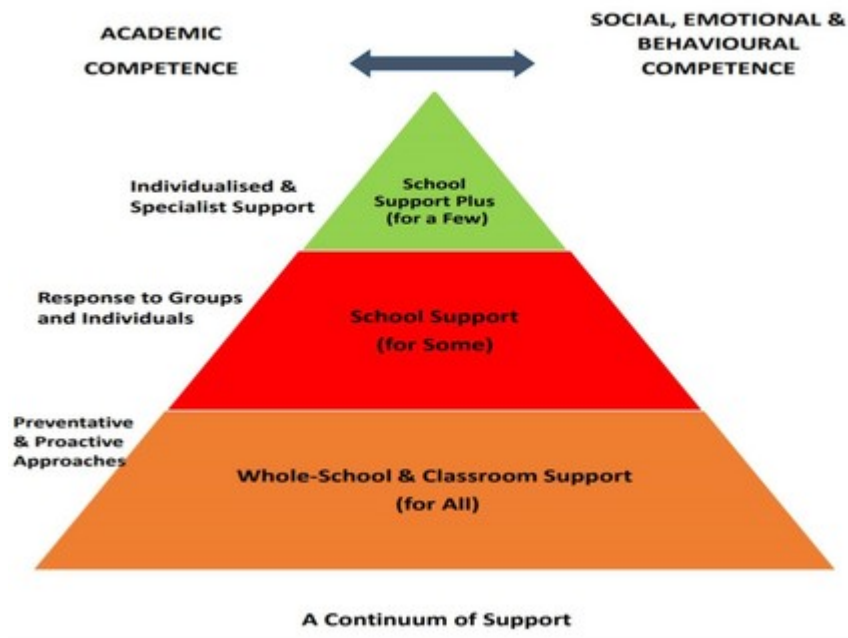 ACADEMIC
COMPETENCE
SOCIAL, EMOTIONAL &
BEHAVIOURAL
COMPETENCE
Individualised &
Specialist Support
School
Support Plus
(for a Few)
Response to Groups
and Individuals
School Support
(for Some)
Preventative
& Proactive
Approaches
Whole-School & Classroom Support
(for All)
A Continuum of Support